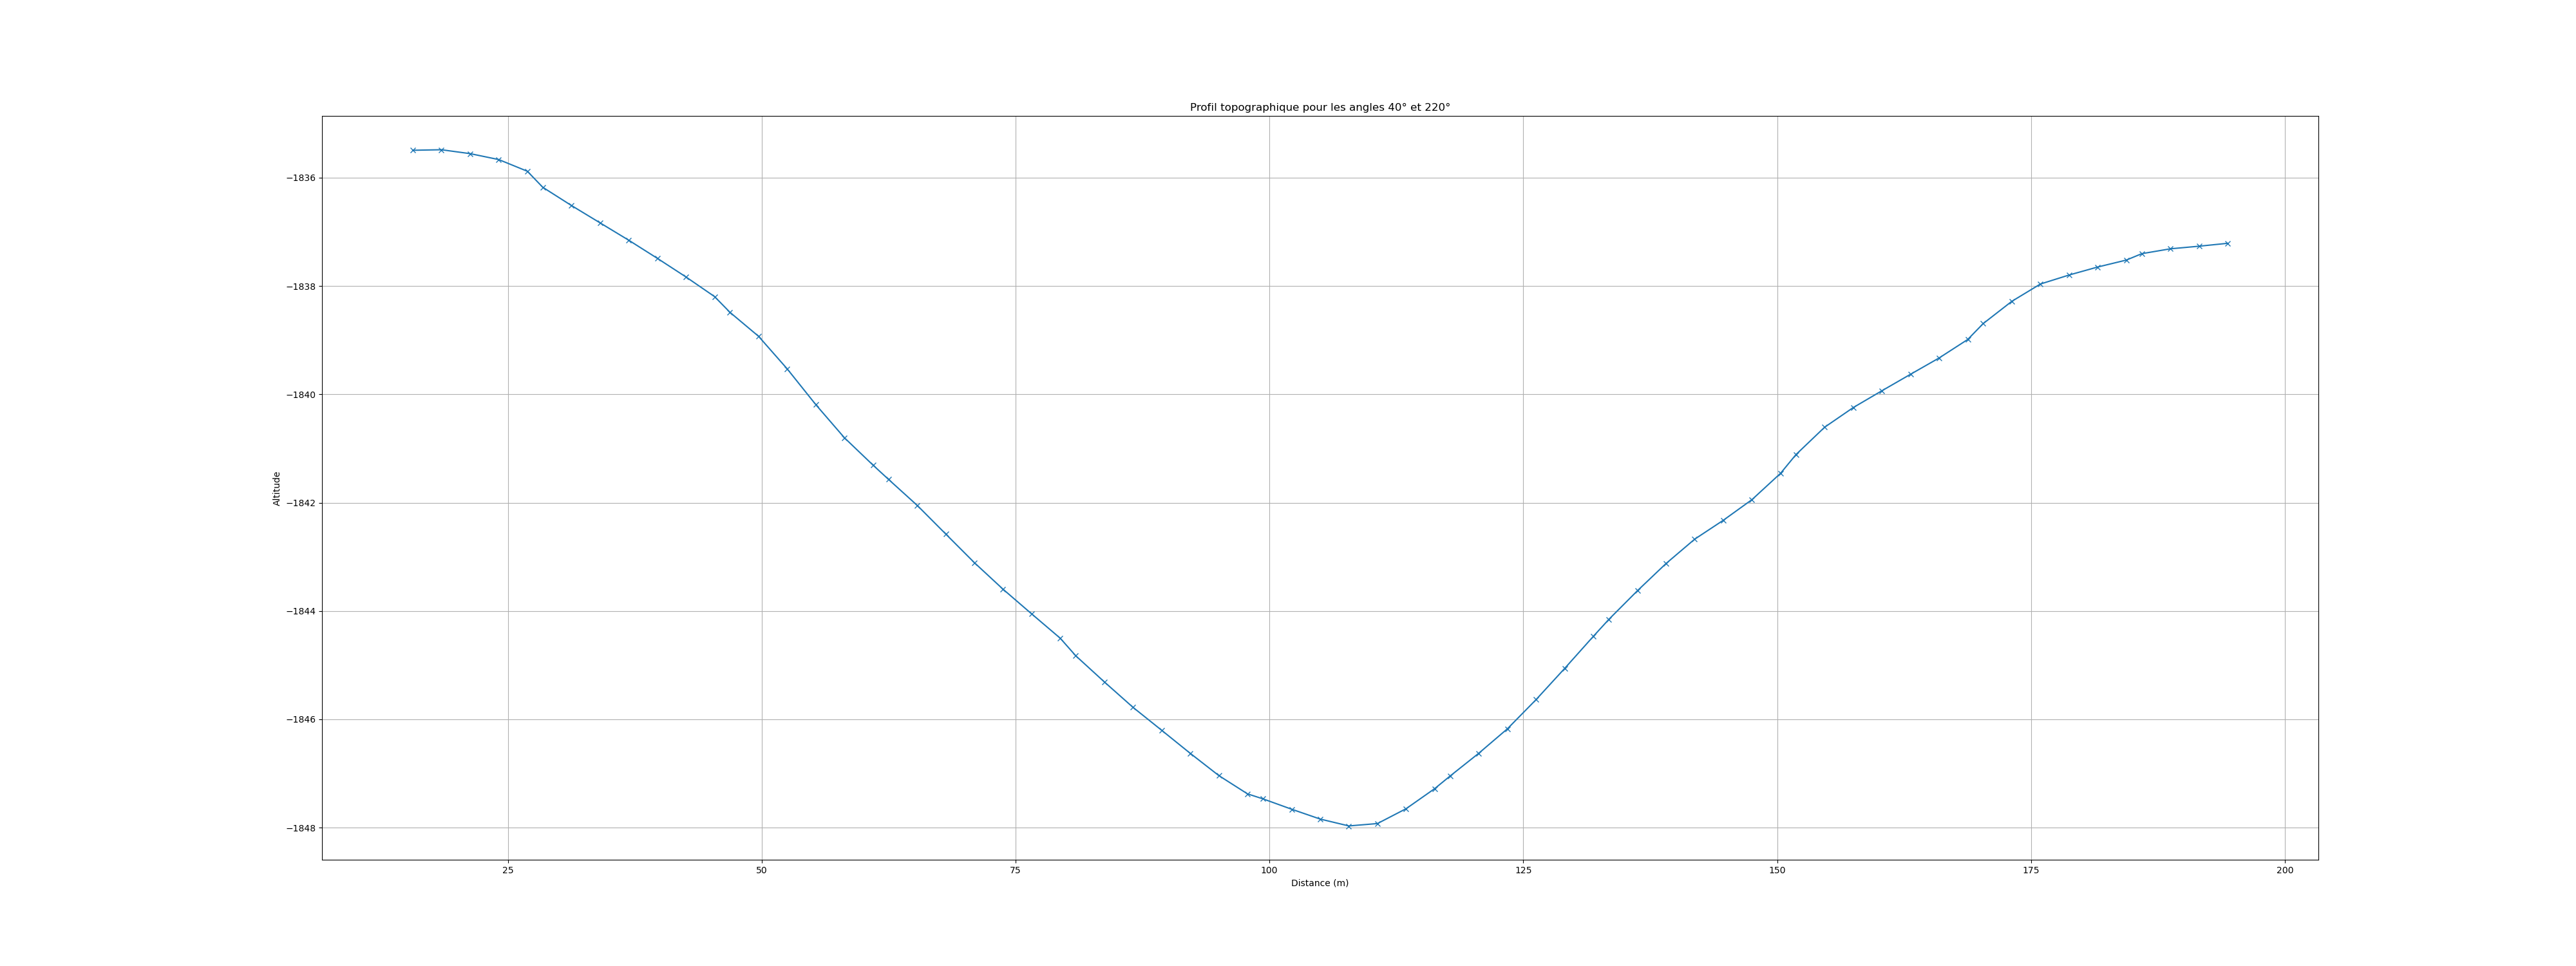 Profil topographique pour les angles 40° et 220°
Altitude
−1836
−1838
−1840
−1842
−1844
−1846
−1848
25 50 75 100 125 150 175 200
Distance (m)